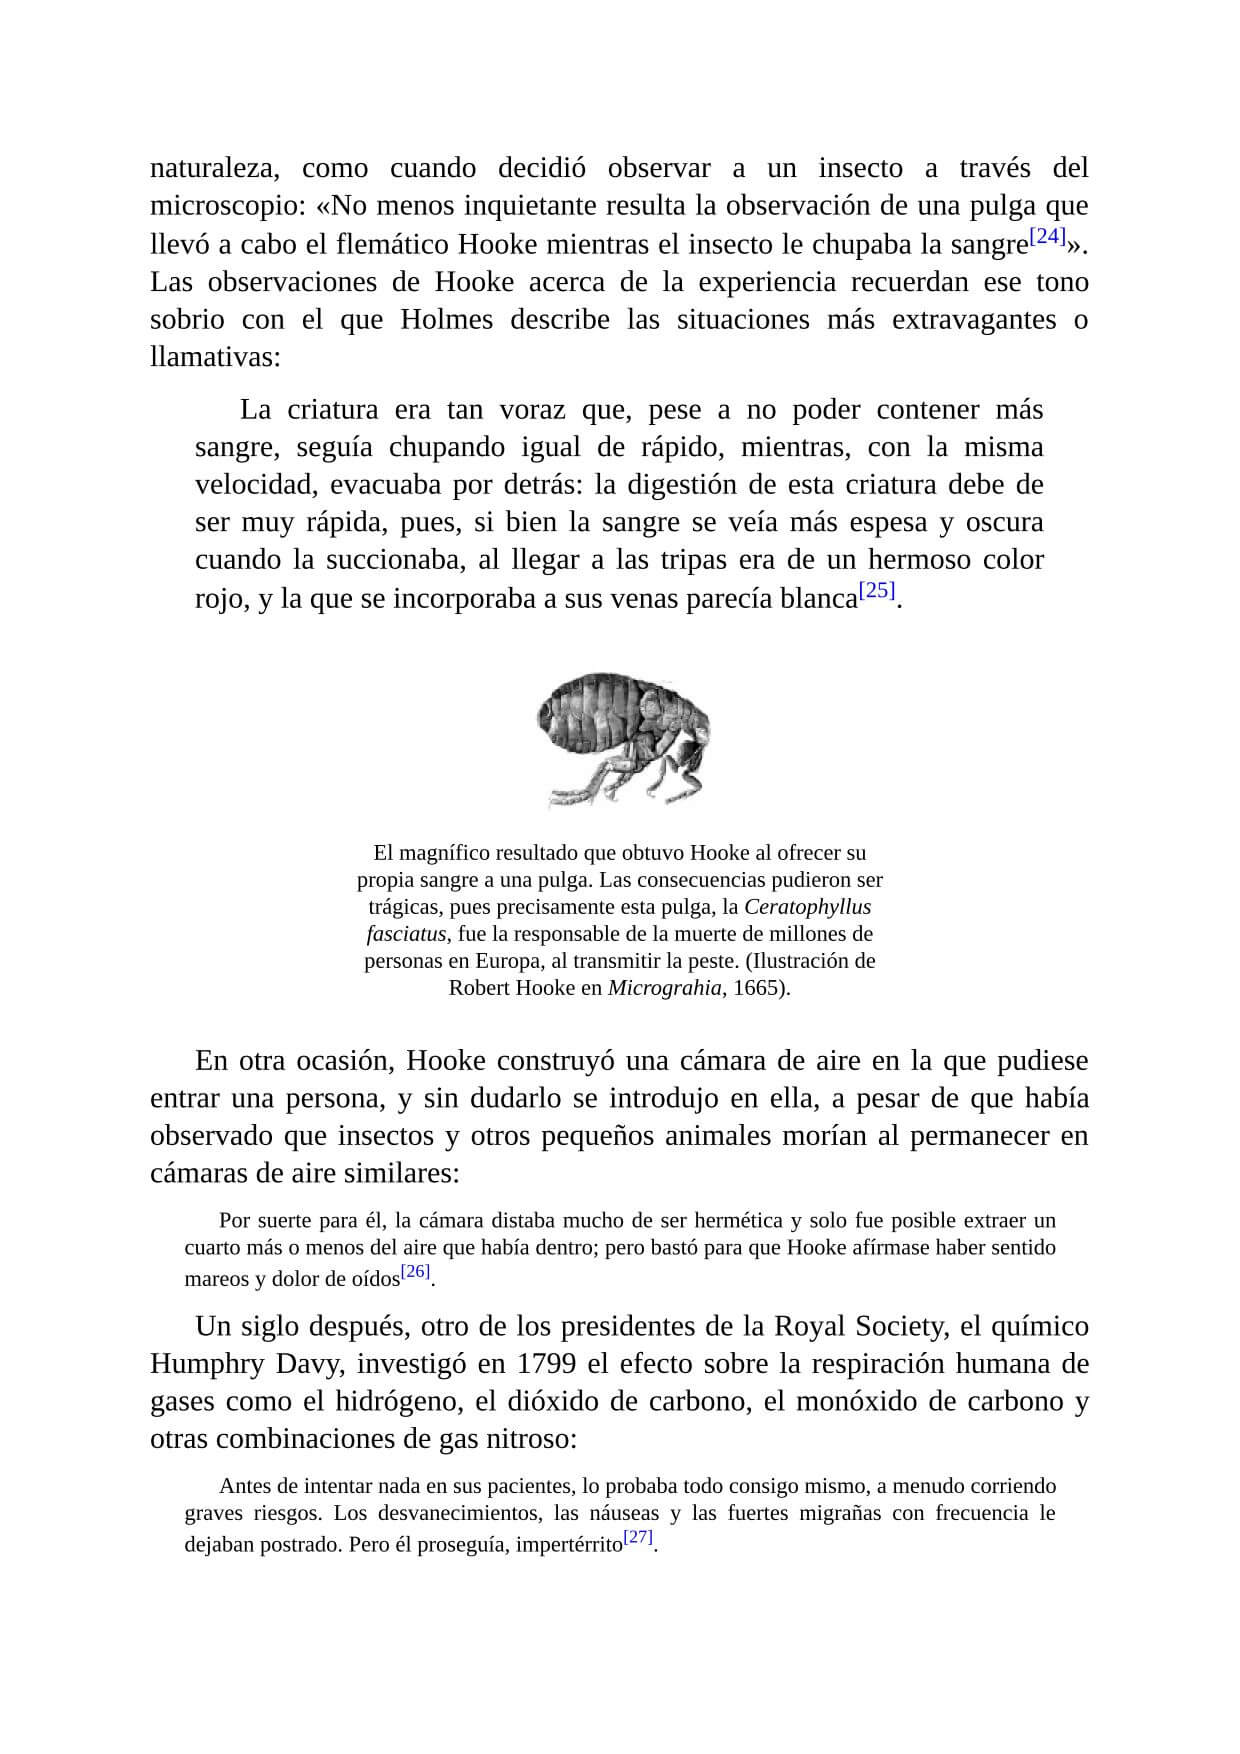 naturaleza, como cuando decidió observar a un insecto a través del
microscopio: «No menos inquietante resulta la observación de una pulga que
llevó a cabo el flemático Hooke mientras el insecto le chupaba la sangre[24]».
Las observaciones de Hooke acerca de la experiencia recuerdan ese tono
sobrio con el que Holmes describe las situaciones más extravagantes o
llamativas:
La criatura era tan voraz que, pese a no poder contener más
sangre, seguía chupando igual de rápido, mientras, con la misma
velocidad, evacuaba por detrás: la digestión de esta criatura debe de
ser muy rápida, pues, si bien la sangre se veía más espesa y oscura
cuando la succionaba, al llegar a las tripas era de un hermoso color
rojo, y la que se incorporaba a sus venas parecía blanca[25].
El magnífico resultado que obtuvo Hooke al ofrecer su
propia sangre a una pulga. Las consecuencias pudieron ser
trágicas, pues precisamente esta pulga, la Ceratophyllus
fasciatus, fue la responsable de la muerte de millones de
personas en Europa, al transmitir la peste. (Ilustración de
Robert Hooke en Micrograhia, 1665).
En otra ocasión, Hooke construyó una cámara de aire en la que pudiese
entrar una persona, y sin dudarlo se introdujo en ella, a pesar de que había
observado que insectos y otros pequeños animales morían al permanecer en
cámaras de aire similares:
Por suerte para él, la cámara distaba mucho de ser hermética y solo fue posible extraer un
cuarto más o menos del aire que había dentro; pero bastó para que Hooke afírmase haber sentido
mareos y dolor de oídos[26].
Un siglo después, otro de los presidentes de la Royal Society, el químico
Humphry Davy, investigó en 1799 el efecto sobre la respiración humana de
gases como el hidrógeno, el dióxido de carbono, el monóxido de carbono y
otras combinaciones de gas nitroso:
Antes de intentar nada en sus pacientes, lo probaba todo consigo mismo, a menudo corriendo
graves riesgos. Los desvanecimientos, las náuseas y las fuertes migrañas con frecuencia le
dejaban postrado. Pero él proseguía, impertérrito[27].